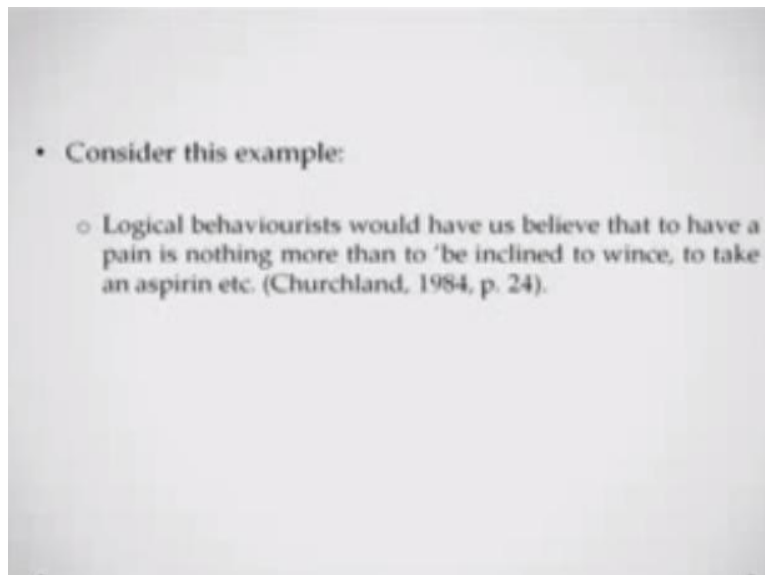 • Consider this example:
o Logical behaviourists would have us believe that to have a
pain is nothing more than to 'be inclined to wince, to take
an aspirin etc. (Churchland, 1984, p. 24).